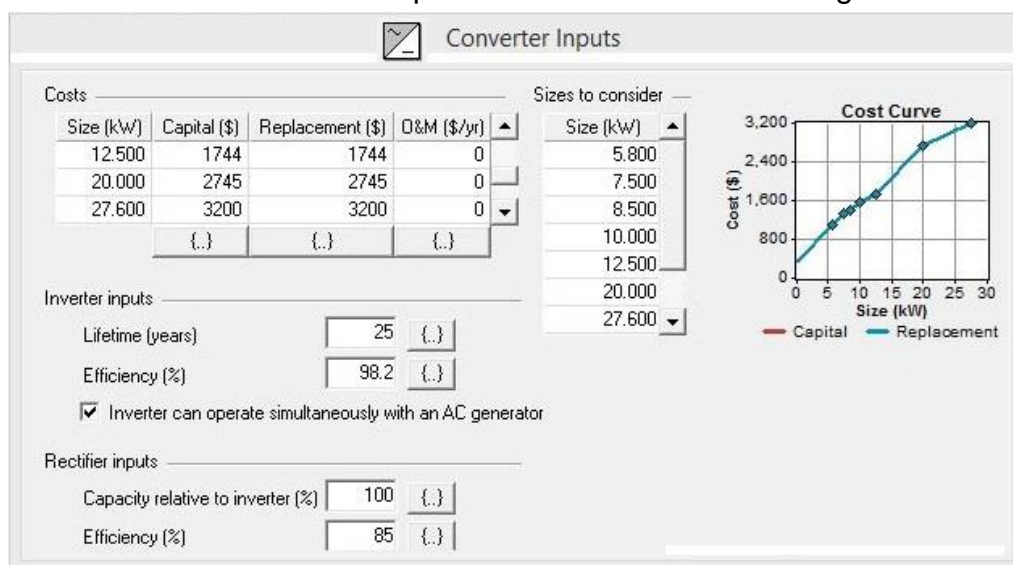 Converter Inputs
Costs
Size (kW) Capital ($) Replacement ($) O&M ($/yr)
12.500 1744 1744 0
20.000 2745 2745 0
27.600 3200 3200 0
{..} {..} {..}
Sizes to consider
Size (kW)
5.800
7.500
8.500
10.000
12.500
20.000
27.600
Cost Curve
3,200
2,400
1,600
800
0
Cost ($)
0 5 10 15 20 25 30
Size (kW)
Capital Replacement
Inverter inputs
Lifetime (years) 25 {..}
Efficiency (%) 98.2 {..}
Inverter can operate simultaneously with an AC generator
Rectifier inputs
Capacity relative to inverter (%) 100 {..}
Efficiency (%) 85 {..}